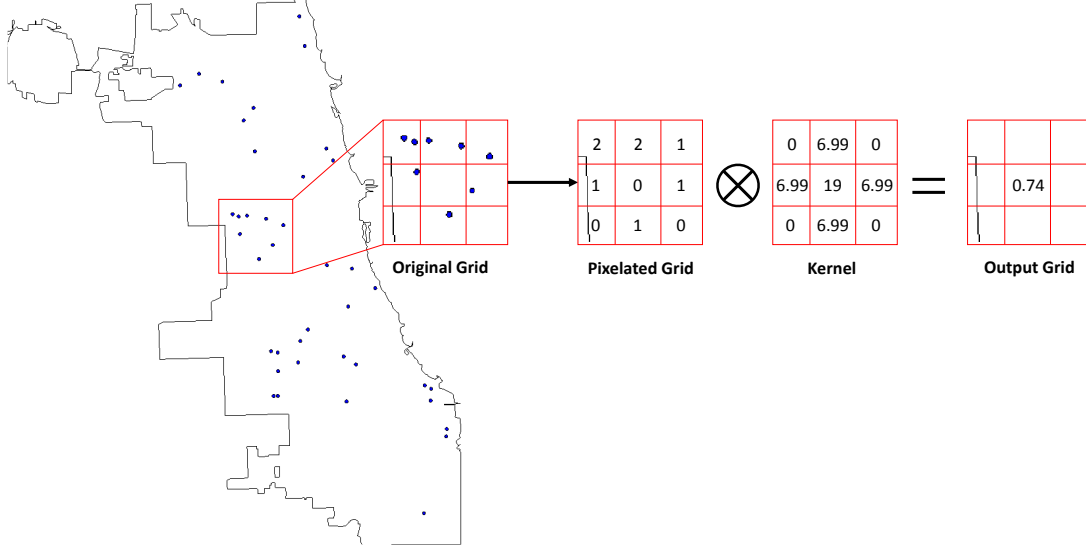 2 2 1
1 0 1
0 1 0
0 6.99 0
6.99 19 6.99
0 6.99 0
0.74
Original Grid
Pixelated Grid
Kernel
Output Grid